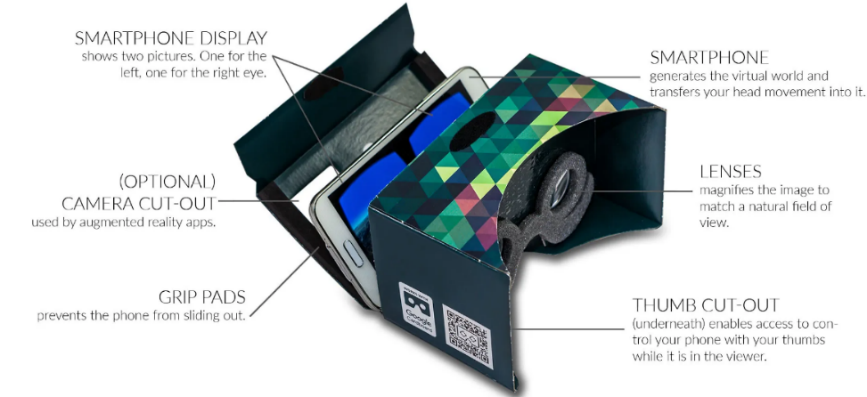 SMARTPHONE DISPLAY
shows two pictures. One for the
left, one for the right eye.
(OPTIONAL)
CAMERA CUT-OUT
used by augmented reality apps.
GRIP PADS
prevents the phone from sliding out.
SMARTPHONE
generates the virtual world and
transfers your head movement into it.
LENSES
magnifies the image to
match a natural field of
view.
THUMB CUT-OUT
(underneath) enables access to con-
trol your phone with your thumbs
while it is in the viewer.
Google